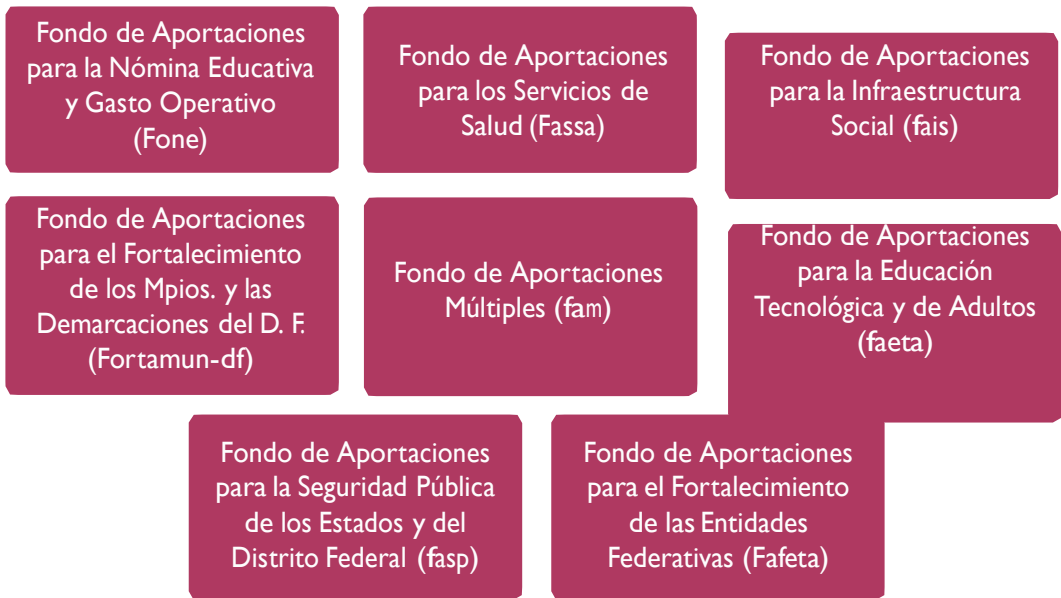 Fondo de Aportaciones
para la Nómina Educativa
y Gasto Operativo
(Fone)
Fondo de Aportaciones
para los Servicios de
Salud (Fassa)
Fondo de Aportaciones
para la Infraestructura
Social (fais)
Fondo de Aportaciones
para el Fortalecimiento
de los Mpios. y las
Demarcaciones del D. F.
(Fortamun-df)
Fondo de Aportaciones
Múltiples (fam)
Fondo de Aportaciones
para la Educación
Tecnológica y de Adultos
(faeta)
Fondo de Aportaciones
para la Seguridad Pública
de los Estados y del
Distrito Federal (fasp)
Fondo de Aportaciones
para el Fortalecimiento
de las Entidades
Federativas (Fafeta)